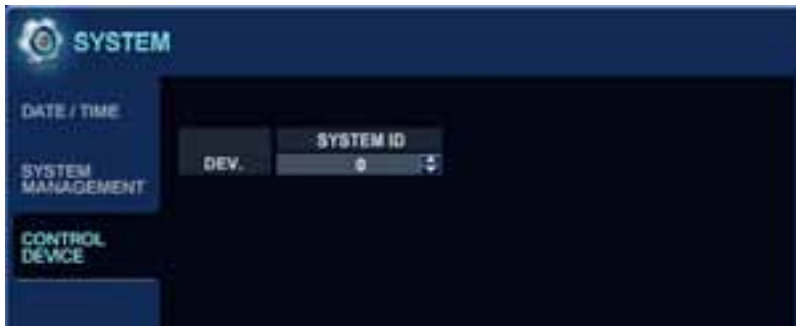 SYSTEM
DATE / TIME
SYSTEM ID
DEV.
0
SYSTEM
MANAGEMENT
CONTROL
DEVICE